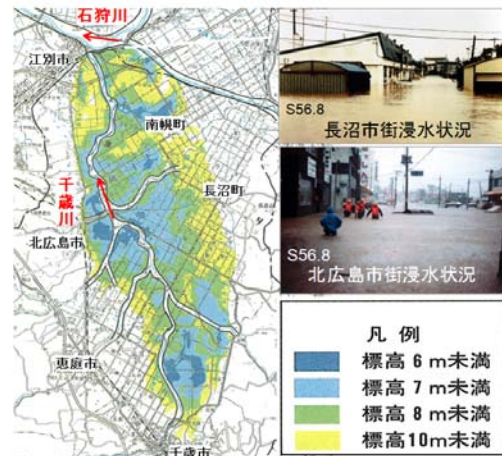 石狩川
江別市
南幌町
千歳川
長沼町
北広島市
恵庭市
千歳市
S56.8
長沼市街浸水状況
S56.8
北広島市街浸水状況
凡例
標高 6 m未満
標高 7 m未満
標高 8 m未満
標高10m未満